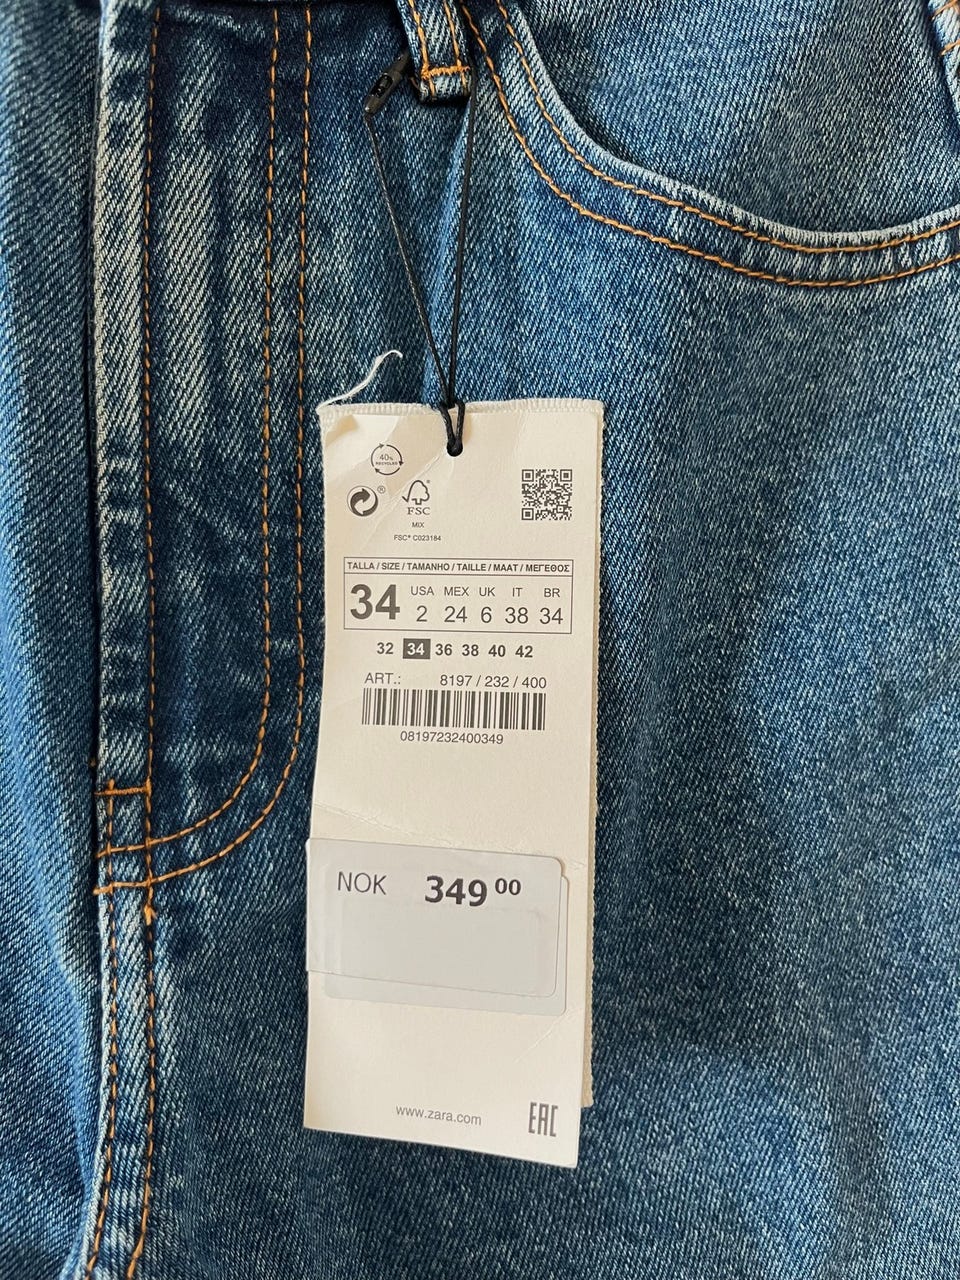 40%
RECYCLED
®
FSC
MIX
FSC® C023184
TALLA / SIZE / TAMANHO / TAILLE / MAAT / ΜΕΓΕΘΟΣ
34 USA MEX UK IT BR
2 24 6 38 34
32 34 36 38 40 42
ART.: 8197 / 232 / 400
08197232400349
NOK 349 00
www.zara.com
EAC